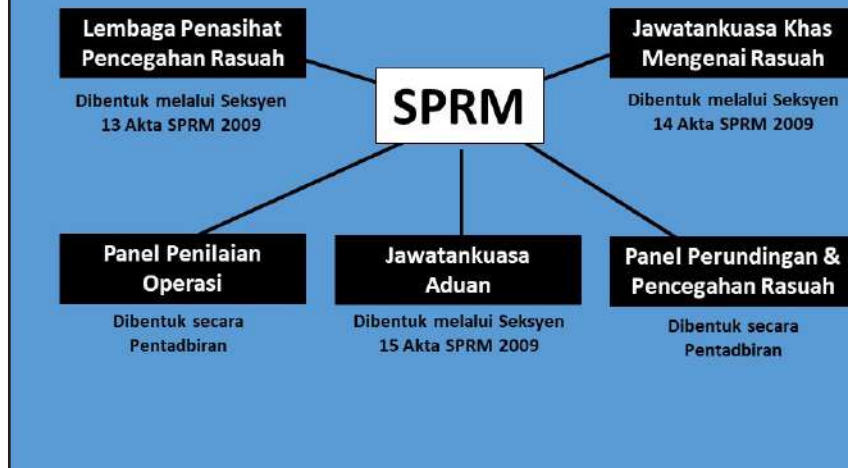 Lembaga Penasihat
Pencegahan Rasuah
Dibentuk melalui Seksyen
13 Akta SPRM 2009
SPRM
Jawatankuasa Khas
Mengenai Rasuah
Dibentuk melalui Seksyen
14 Akta SPRM 2009
Panel Penilaian
Operasi
Dibentuk secara
Pentadbiran
Jawatankuasa
Aduan
Dibentuk melalui Seksyen
15 Akta SPRM 2009
Panel Perundingan &
Pencegahan Rasuah
Dibentuk secara
Pentadbiran